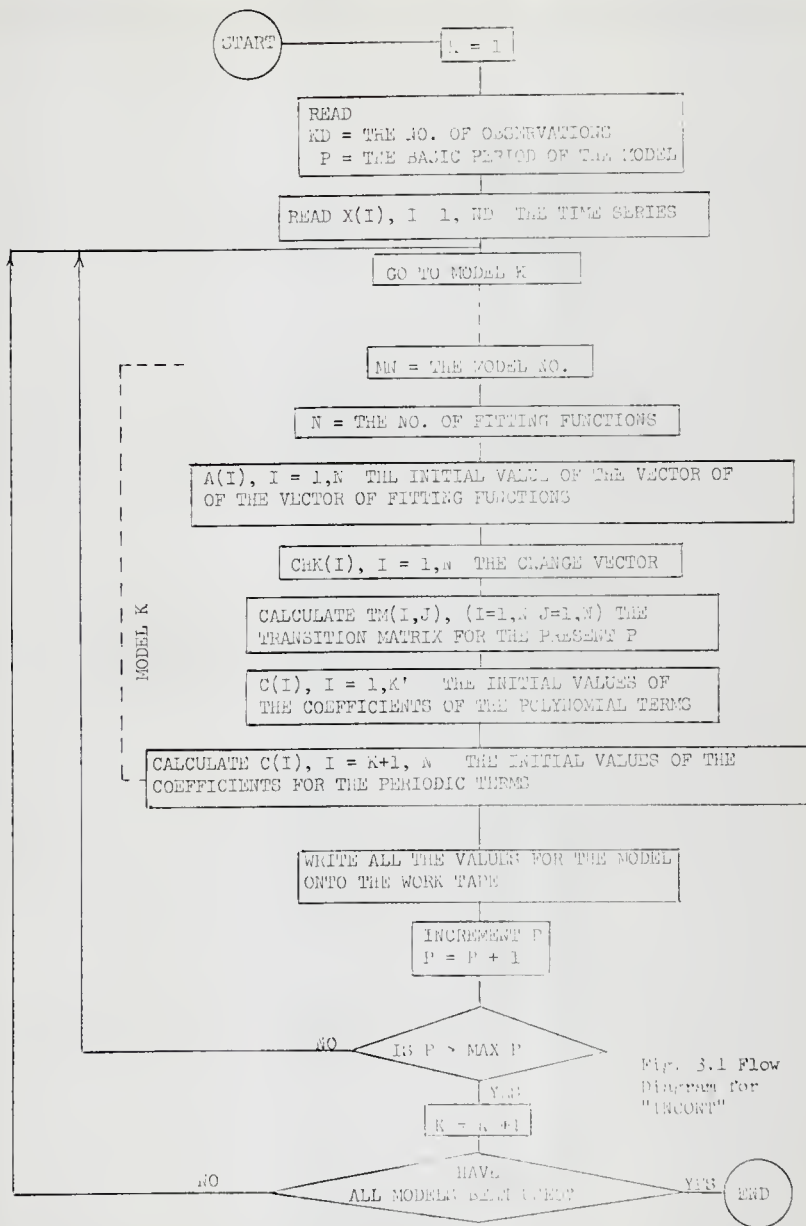 START
K = 1
READ
ND = THE NO. OF OBSERVATIONS
P = THE BASIC PERIOD OF THE MODEL
READ X(I), I 1, ND THE TIME SERIES
GO TO MODEL K
MN = THE MODEL NO.
N = THE NO. OF FITTING FUNCTIONS
A(I), I = 1,N THE INITIAL VALUE OF THE VECTOR OF
OF THE VECTOR OF FITTING FUNCTIONS
CHK(I), I = 1,N THE CHANGE VECTOR
CALCULATE TM(I,J), (I=1,N J=1,N) THE
TRANSITION MATRIX FOR THE PRESENT P
MODEL K
C(I), I = 1,K' THE INITIAL VALUES OF
THE COEFFICIENTS OF THE POLYNOMIAL TERMS
CALCULATE C(I), I = K+1, N THE INITIAL VALUES OF THE
COEFFICIENTS FOR THE PERIODIC TERMS
WRITE ALL THE VALUES FOR THE MODEL
ONTO THE WORK TAPE
INCREMENT P
P = P + 1
NO
IS P > MAX P
Fig. 3.1 Flow
Diagram for
"INCONT"
YES
K = K +1
NO
HAVE
ALL MODELS BEEN
YES
END